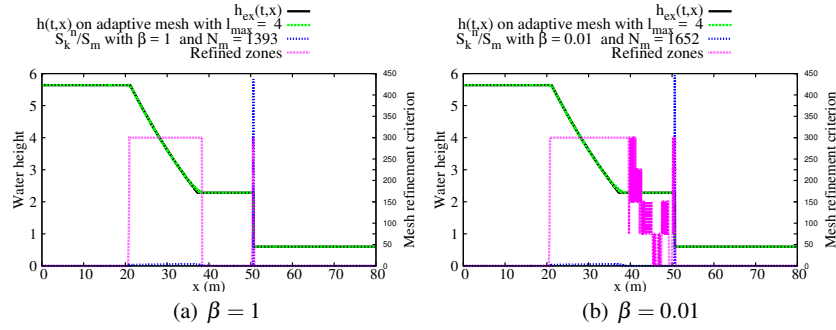 h_ex(t,x)
h(t,x) on adaptive mesh with l_max = 4
S_k^n/S_m with β = 1 and N_m = 1393
Refined zones
6
5
4
3
2
1
0
Water height
450
400
350
300
250
200
150
100
50
0
Mesh refinement criterion
0 10 20 30 40 50 60 70 80
x (m)
(a) β = 1
h_ex(t,x)
h(t,x) on adaptive mesh with l_max = 4
S_k^n/S_m with β = 0.01 and N_m = 1652
Refined zones
6
5
4
3
2
1
0
Water height
450
400
350
300
250
200
150
100
50
0
Mesh refinement criterion
0 10 20 30 40 50 60 70 80
x (m)
(b) β = 0.01